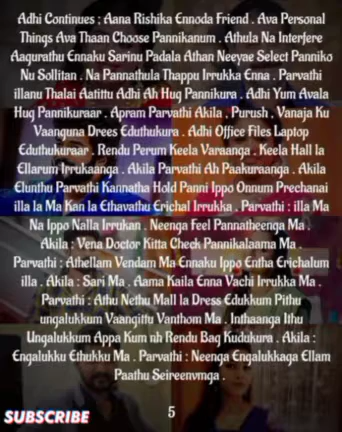 Adhi Continues : Aana Rishika Ennoda Friend . Ava Personal
Things Ava Thaan Choose Pannikanum . Athula Na Interfere
Aagurathu Ennaku Sarinu Padala Athan Neeyae Select Panniko
Nu Sollitan . Na Pannathula Thappu Irrukka Enna . Parvathi
illanu Thalai Aatittu Adhi Ah Hug Pannikura . Adhi Yum Avala
Hug Pannikuraar . Apram Parvathi Akila , Purush , Vanaja Ku
Vaanguna Drees Eduthukura . Adhi Office Files Laptop
Eduthukuraar . Rendu Perum Keela Varaanga . Keela Hall la
Ellarum Irrukaanga . Akila Parvathi Ah Paakuraanga . Akila
Elunthu Parvathi Kannatha Hold Panni Ippo Onnum Prechanai
illa la Ma Kan la Ethavathu Erichal Irrukka . Parvathi : illa Ma
Na Ippo Nalla Irrukan . Neenga Feel Pannatheenga Ma .
Akila : Vena Doctor Kitta Check Pannikalaama Ma .
Parvathi : Athellam Vendam Ma Ennaku Ippo Entha Erichalum
illa . Akila : Sari Ma . Aama Kaila Enna Vachi Irrukka Ma .
Parvathi : Athu Nethu Mall la Dress Edukkum Pithu
ungalukkum Vaangittu Vanthom Ma . Inthaanga Ithu
Ungalukkum Appa Kum nh Rendu Bag Kudukura . Akila :
Engalukku Ethukku Ma . Parvathi : Neenga Engalukkaga Ellam
Paathu Seireenvmga .
SUBSCRIBE
5